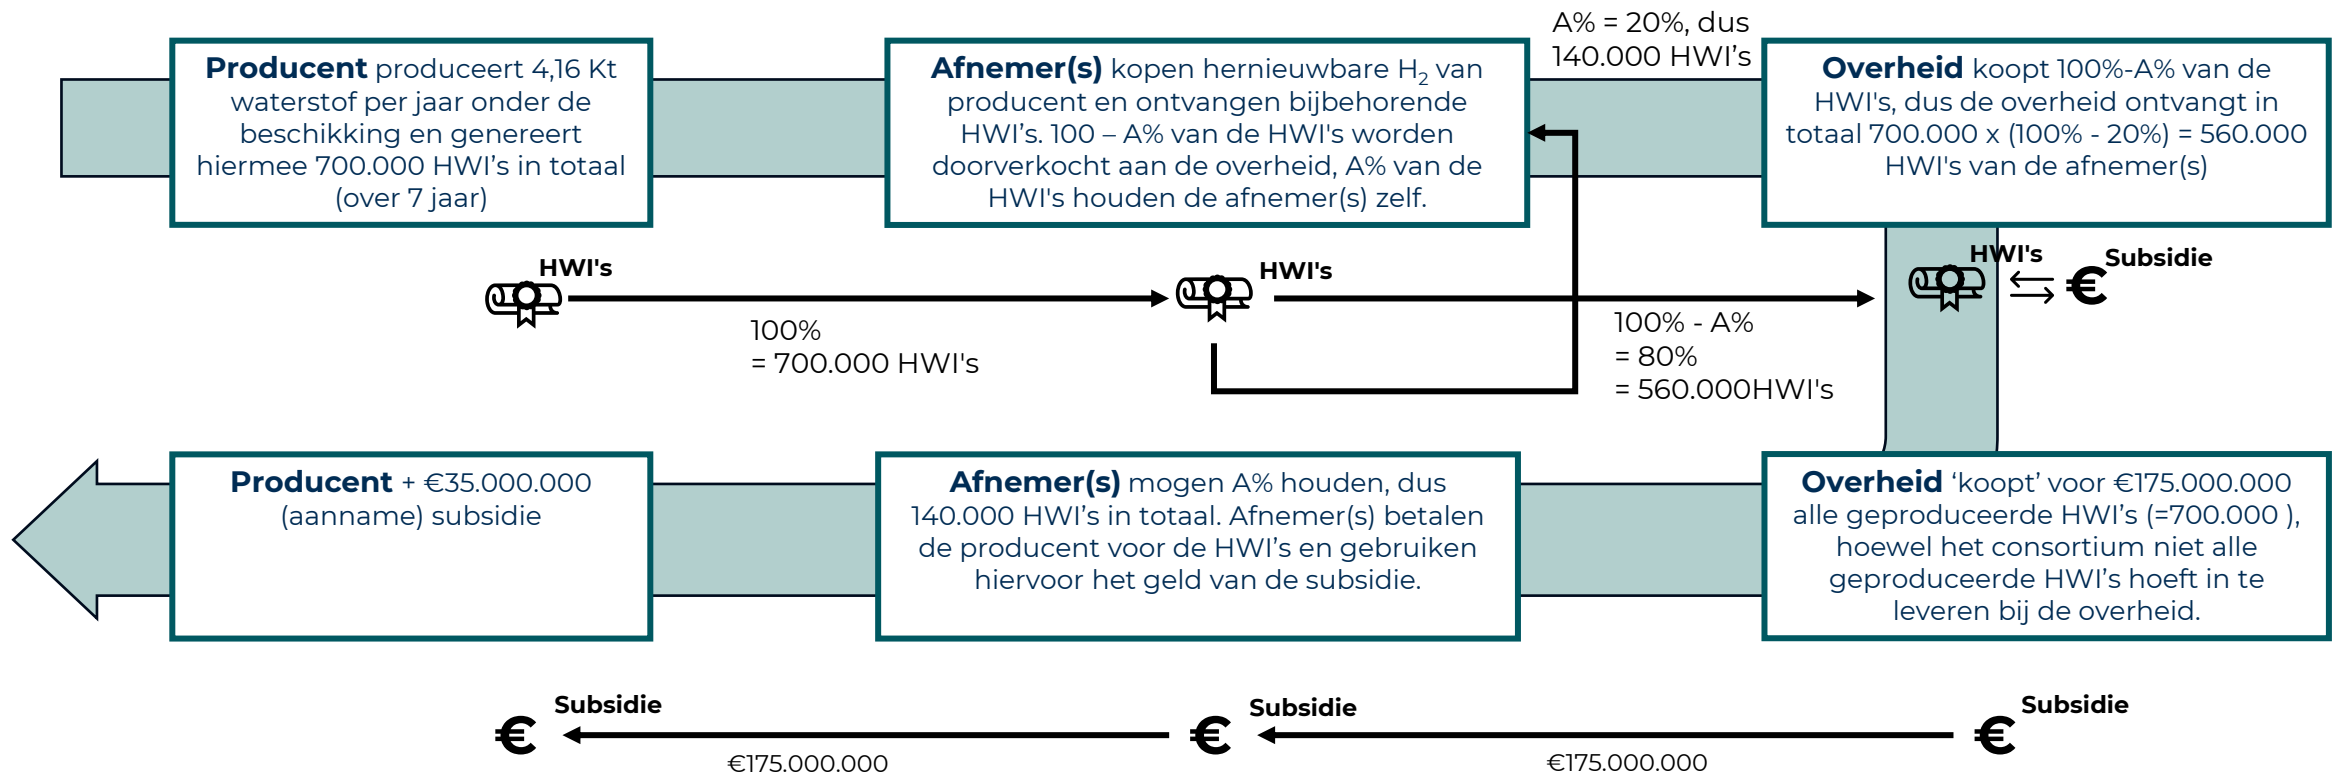 A% = 20%, dus
140.000 HWI’s
Producent produceert 4,16 Kt
waterstof per jaar onder de
beschikking en genereert
hiermee 700.000 HWI’s in totaal
(over 7 jaar)
Afnemer(s) kopen hernieuwbare H2 van
producent en ontvangen bijbehorende
HWI’s. 100 – A% van de HWI's worden
doorverkocht aan de overheid, A% van de
HWI's houden de afnemer(s) zelf.
Overheid koopt 100%-A% van de
HWI's, dus de overheid ontvangt in
totaal 700.000 x (100% - 20%) = 560.000
HWI's van de afnemer(s)
HWI's
HWI's
HWI's
Subsidie
100%
= 700.000 HWI's
100% - A%
= 80%
= 560.000HWI's
Producent + €35.000.000
(aanname) subsidie
Afnemer(s) mogen A% houden, dus
140.000 HWI’s in totaal. Afnemer(s) betalen
de producent voor de HWI’s en gebruiken
hiervoor het geld van de subsidie.
Overheid ‘koopt’ voor €175.000.000
alle geproduceerde HWI’s (=700.000 ),
hoewel het consortium niet alle
geproduceerde HWI’s hoeft in te
leveren bij de overheid.
Subsidie
Subsidie
Subsidie
€175.000.000
€175.000.000